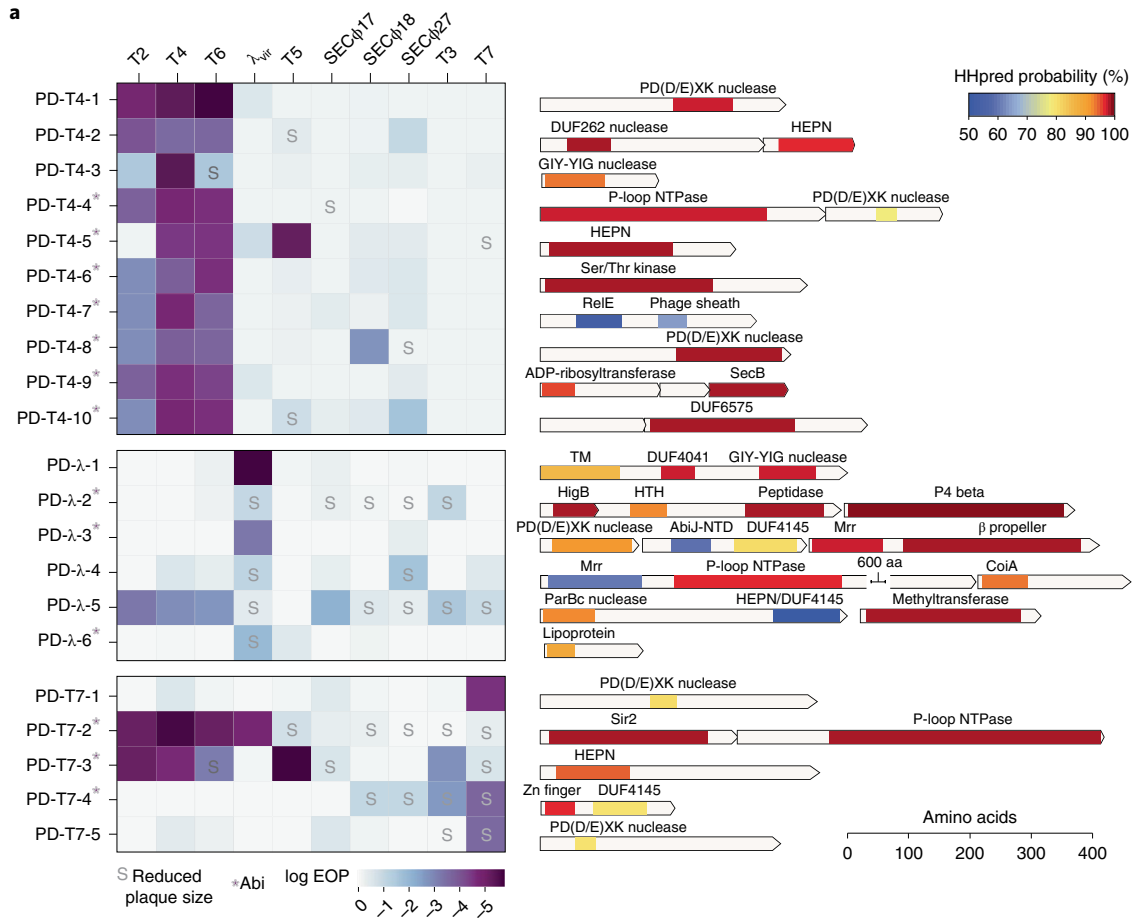 a
T2 T4 T6 λvir T5 SECϕ17 SECϕ18 SECϕ27 T3 T7
HHpred probability (%)
50 60 70 80 90 100
PD-T4-1
PD(D/E)XK nuclease
PD-T4-2
S
DUF262 nuclease HEPN
PD-T4-3
S
GIY-YIG nuclease
PD-T4-4*
S
P-loop NTPase PD(D/E)XK nuclease
PD-T4-5*
S
HEPN
PD-T4-6*
Ser/Thr kinase
PD-T4-7*
RelE Phage sheath
PD-T4-8*
S
PD(D/E)XK nuclease
PD-T4-9*
ADP-ribosyltransferase SecB
PD-T4-10*
S
DUF6575
PD-λ-1
TM DUF4041 GIY-YIG nuclease
PD-λ-2*
S S S S S
HigB HTH Peptidase P4 beta
PD-λ-3*
PD(D/E)XK nuclease AbiJ-NTD DUF4145 Mrr β propeller
PD-λ-4
S S
Mrr P-loop NTPase 600 aa CoiA
PD-λ-5
S S S S S
ParBc nuclease HEPN/DUF4145 Methyltransferase
PD-λ-6*
S
Lipoprotein
PD-T7-1
PD(D/E)XK nuclease
PD-T7-2*
S S S S S
Sir2 P-loop NTPase
PD-T7-3*
S S S
HEPN
PD-T7-4*
S S S S
Zn finger DUF4145
PD-T7-5
S S
PD(D/E)XK nuclease
Amino acids
0 100 200 300 400
S Reduced
plaque size
*Abi
log EOP
0 −1 −2 −3 −4 −5